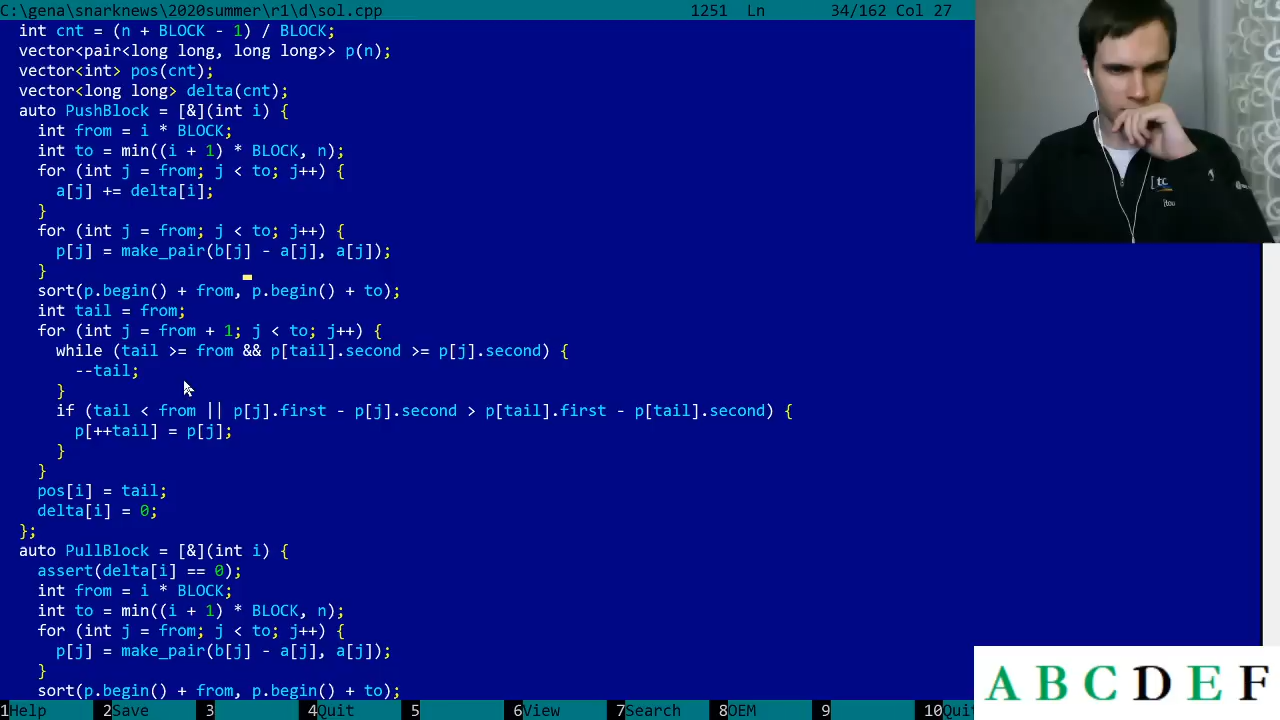 C:\gena\snarknews\2020summer\r1\d\sol.cpp 1251 Ln 34/162 Col 27
int cnt = (n + BLOCK - 1) / BLOCK;
vector<pair<long long, long long>> p(n);
vector<int> pos(cnt);
vector<long long> delta(cnt);
auto PushBlock = [&](int i) {
int from = i * BLOCK;
int to = min((i + 1) * BLOCK, n);
for (int j = from; j < to; j++) {
a[j] += delta[i];
}
for (int j = from; j < to; j++) {
p[j] = make_pair(b[j] - a[j], a[j]);
}
sort(p.begin() + from, p.begin() + to);
int tail = from;
for (int j = from + 1; j < to; j++) {
while (tail >= from && p[tail].second >= p[j].second) {
--tail;
}
if (tail < from || p[j].first - p[j].second > p[tail].first - p[tail].second) {
p[++tail] = p[j];
}
}
pos[i] = tail;
delta[i] = 0;
};
auto PullBlock = [&](int i) {
assert(delta[i] == 0);
int from = i * BLOCK;
int to = min((i + 1) * BLOCK, n);
for (int j = from; j < to; j++) {
p[j] = make_pair(b[j] - a[j], a[j]);
}
sort(p.begin() + from, p.begin() + to);
1Help 2Save 3 4Quit 5 6View 7Search 8OEM 9 10Qui
A B C D E F